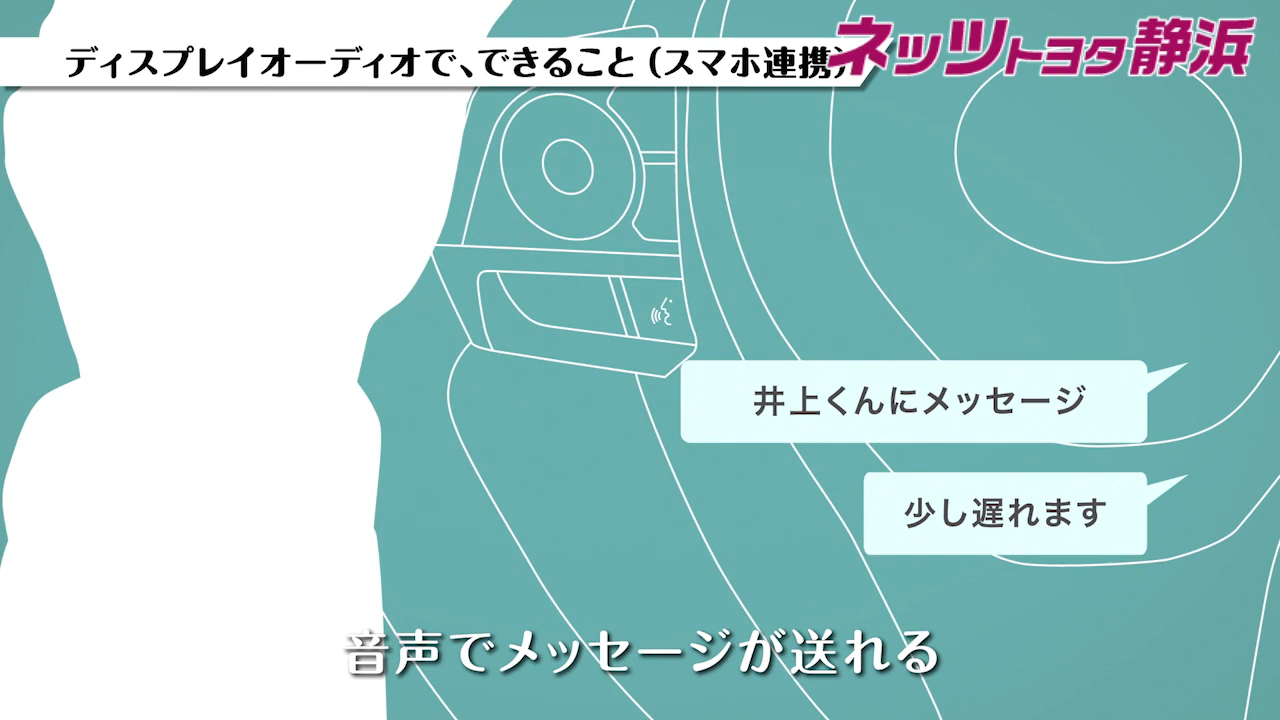 ディスプレイオーディオで、できること(スマホ連携)
ネッツトヨタ静浜
井上くんにメッセージ
少し遅れます
音声でメッセージが送れる